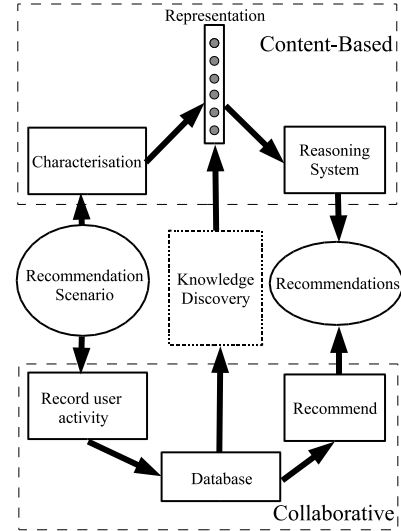 Representation
Content-Based
Characterisation
Reasoning
System
Recommendation
Scenario
Knowledge
Discovery
Recommendations
Record user
activity
Recommend
Database
Collaborative